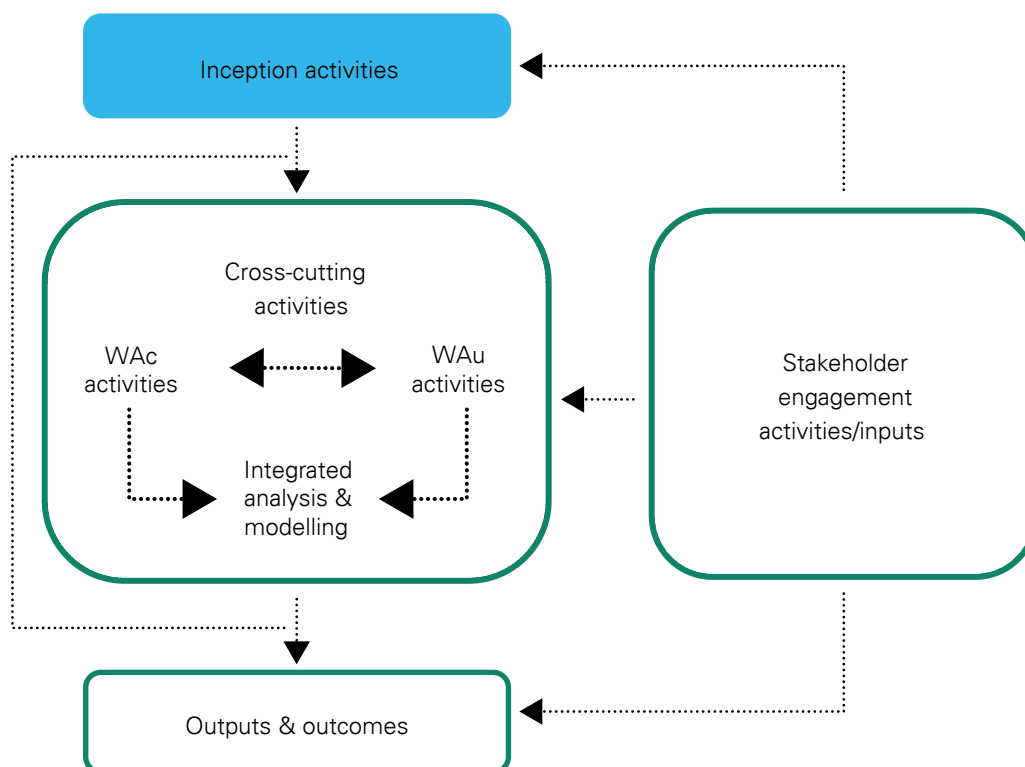 Inception activities
Cross-cutting
activities
WAc
activities
WAu
activities
Integrated
analysis &
modelling
Stakeholder
engagement
activities/inputs
Outputs & outcomes